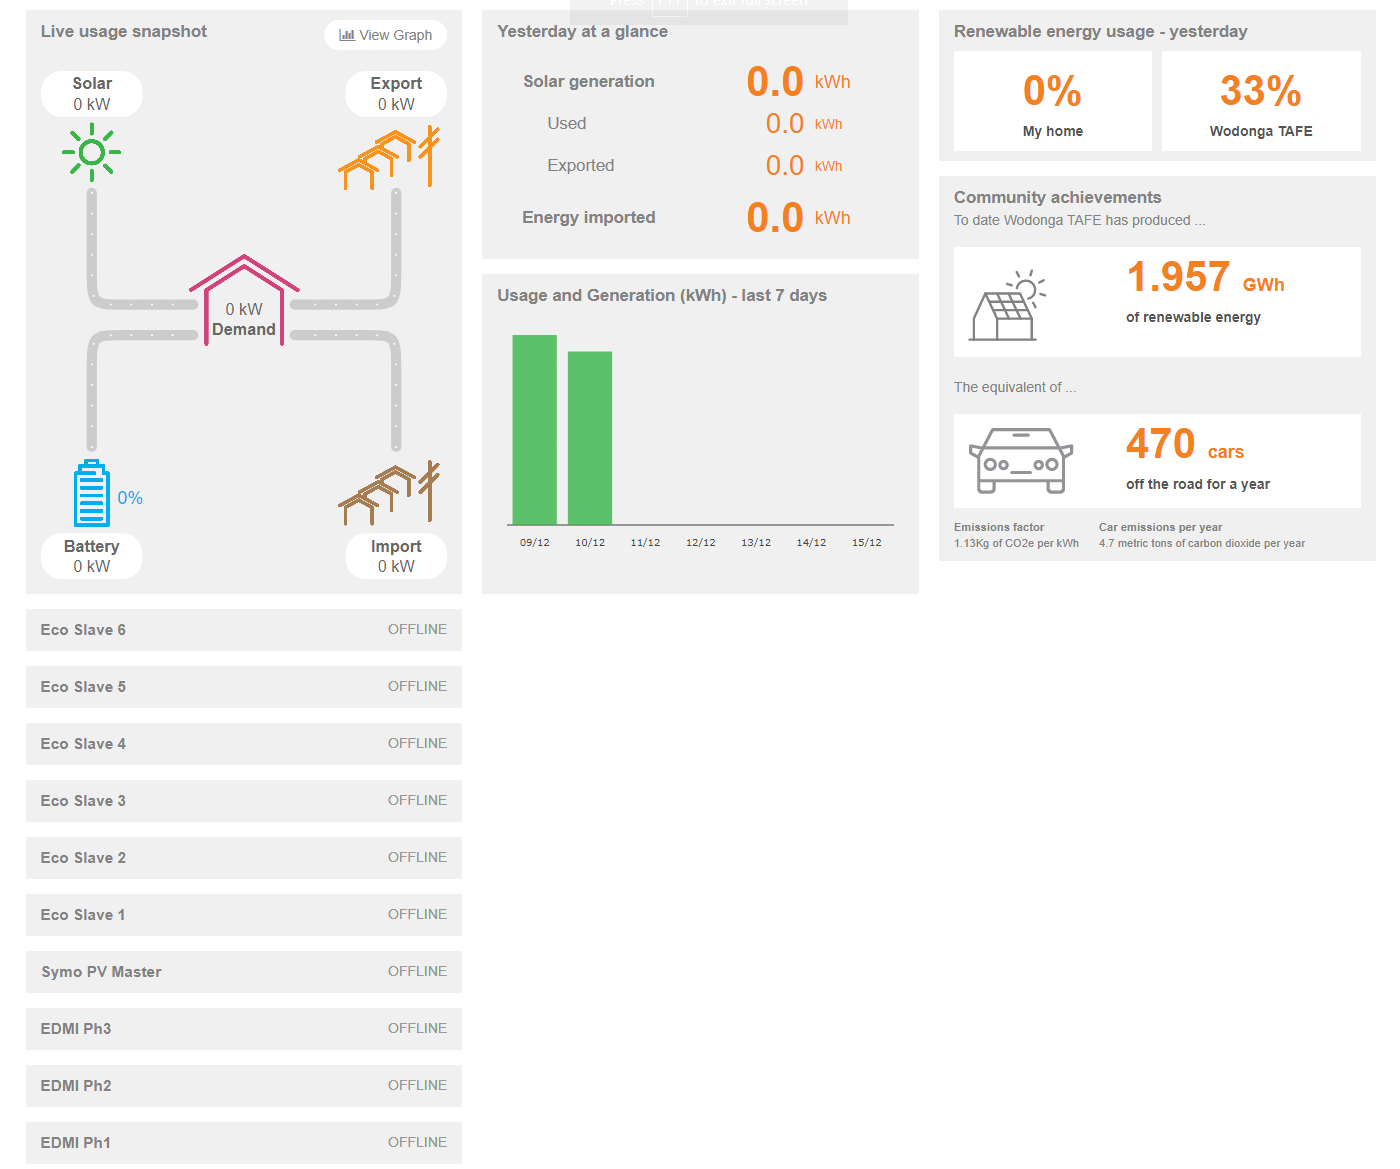 Press
to exit full screen
Live usage snapshot
View Graph
Solar
0 kW
Export
0 kW
0 kW
Demand
0%
Battery
0 kW
Import
0 kW
Eco Slave 6 OFFLINE
Eco Slave 5 OFFLINE
Eco Slave 4 OFFLINE
Eco Slave 3 OFFLINE
Eco Slave 2 OFFLINE
Eco Slave 1 OFFLINE
Symo PV Master OFFLINE
EDMI Ph3 OFFLINE
EDMI Ph2 OFFLINE
EDMI Ph1 OFFLINE
Yesterday at a glance
Solar generation 0.0 kWh
Used 0.0 kWh
Exported 0.0 kWh
Energy imported 0.0 kWh
Usage and Generation (kWh) - last 7 days
09/12 10/12 11/12 12/12 13/12 14/12 15/12
Renewable energy usage - yesterday
0%
My home
33%
Wodonga TAFE
Community achievements
To date Wodonga TAFE has produced ...
1.957 GWh
of renewable energy
The equivalent of ...
470 cars
off the road for a year
Emissions factor
1.13Kg of CO2e per kWh
Car emissions per year
4.7 metric tons of carbon dioxide per year